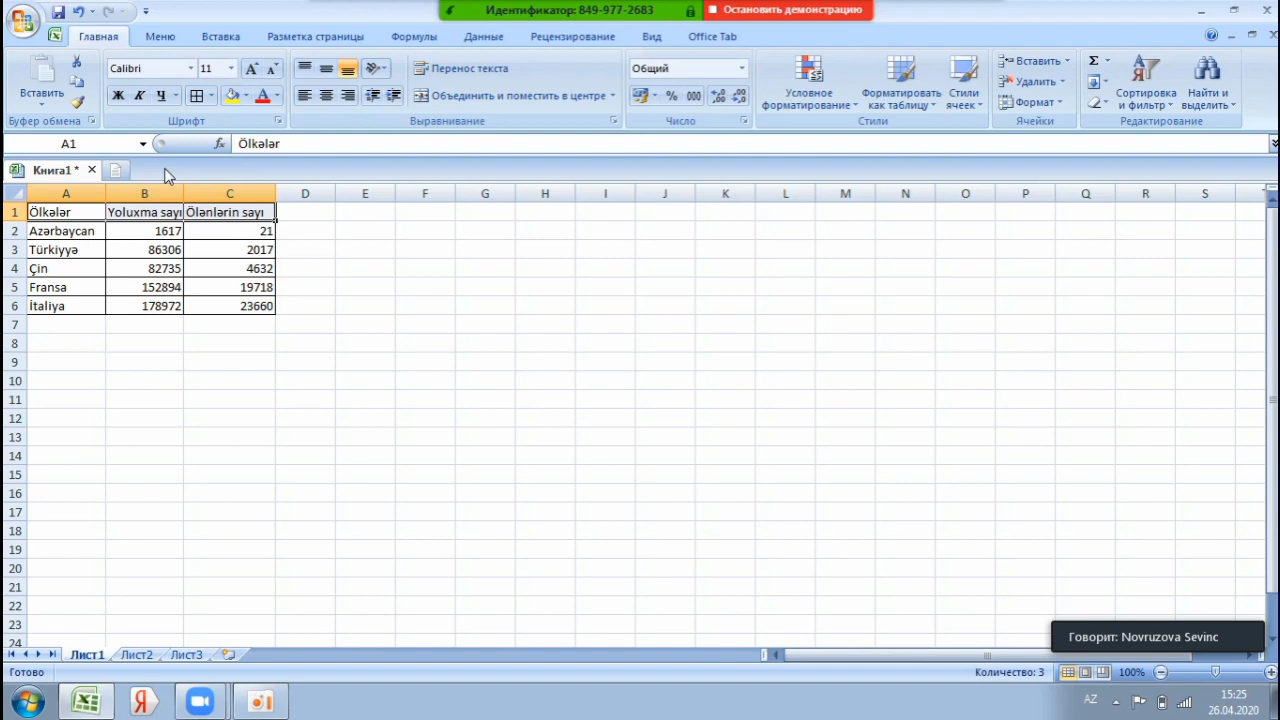 Идентификатор: 849-977-2683
Остановить демонстрацию
Главная Меню Вставка Разметка страницы Формулы Данные Рецензирование Вид Office Tab
Вставить
Буфер обмена
Calibri 11
Ж К Ч
Шрифт
Перенос текста
Объединить и поместить в центре
Выравнивание
Общий
% 000
Число
Условное форматирование
Форматировать как таблицу
Стили ячеек
Стили
Вставить
Удалить
Формат
Ячейки
Σ
Сортировка и фильтр
Найти и выделить
Редактирование
A1 fx Ölkələr
Книга1 *
A B C D E F G H I J K L M N O P Q R S
1 Ölkələr Yoluxma sayı Ölənlərin sayı
2 Azərbaycan 1617 21
3 Türkiyyə 86306 2017
4 Çin 82735 4632
5 Fransa 152894 19718
6 İtaliya 178972 23660
7
8
9
10
11
12
13
14
15
16
17
18
19
20
21
22
23
24
Говорит: Novruzova Sevinc
Лист1 Лист2 Лист3
Готово Количество: 3 100%
AZ 15:25
26.04.2020